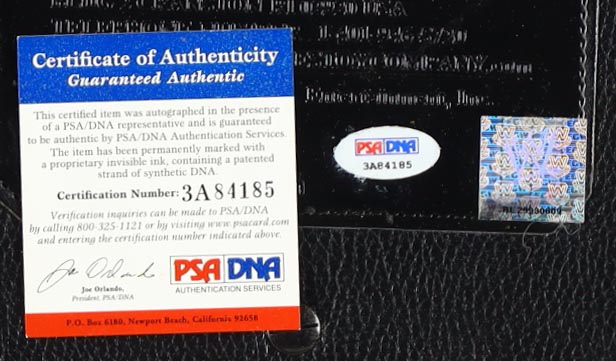 Certificate of Authenticity
Guaranteed Authentic
This certified item was autographed in the presence
of a PSA/DNA representative and is guaranteed
to be authentic by PSA/DNA Authentication Services.
The item has been permanently marked with
a proprietary invisible ink, containing a patented
strand of synthetic DNA.
Certification Number: 3A84185
Verification inquiries can be made to PSA/DNA
by calling 800-325-1121 or by visiting www.psacard.com
and entering the certification number indicated above.
Joe Orlando
Joe Orlando,
President, PSA/DNA
PSA DNA
AUTHENTICATION SERVICES
P.O. Box 6180, Newport Beach, California 92658
PSA DNA
3A84185